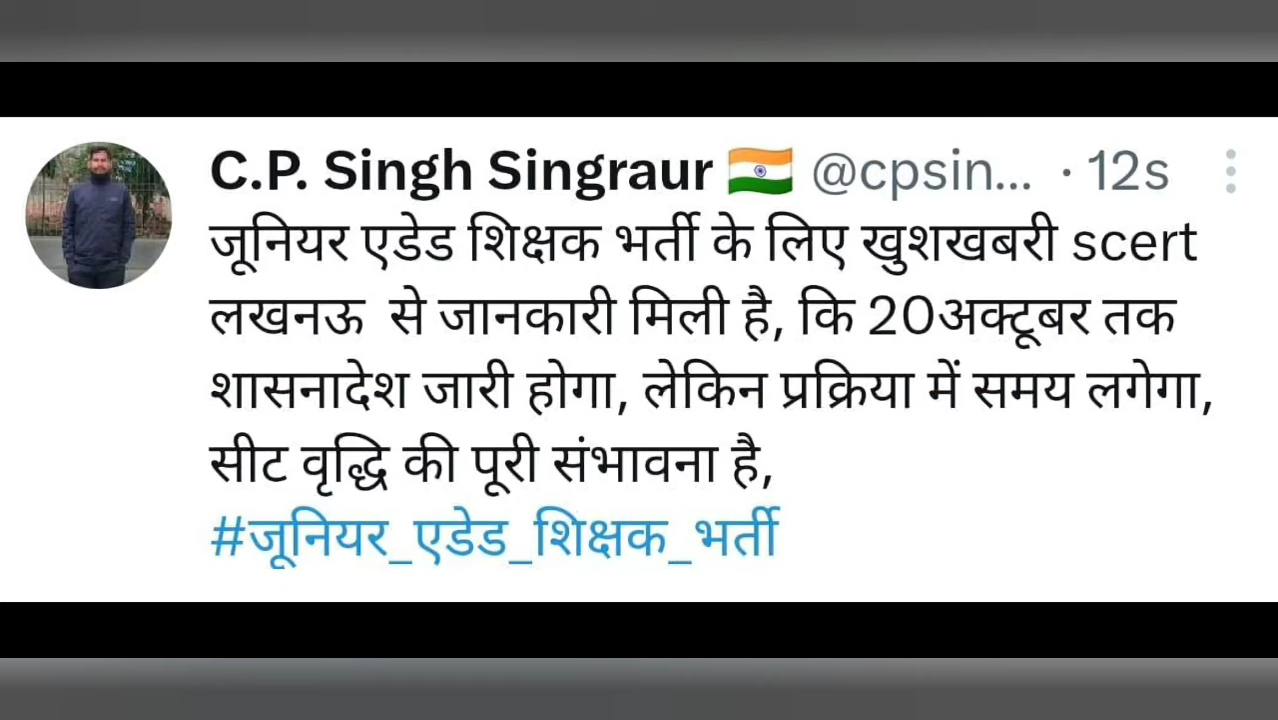 C.P. Singh Singraur 🇮🇳 @cpsin... · 12s
जूनियर एडेड शिक्षक भर्ती के लिए खुशखबरी scert
लखनऊ से जानकारी मिली है, कि 20अक्टूबर तक
शासनादेश जारी होगा, लेकिन प्रक्रिया में समय लगेगा,
सीट वृद्धि की पूरी संभावना है,
#जूनियर_एडेड_शिक्षक_भर्ती